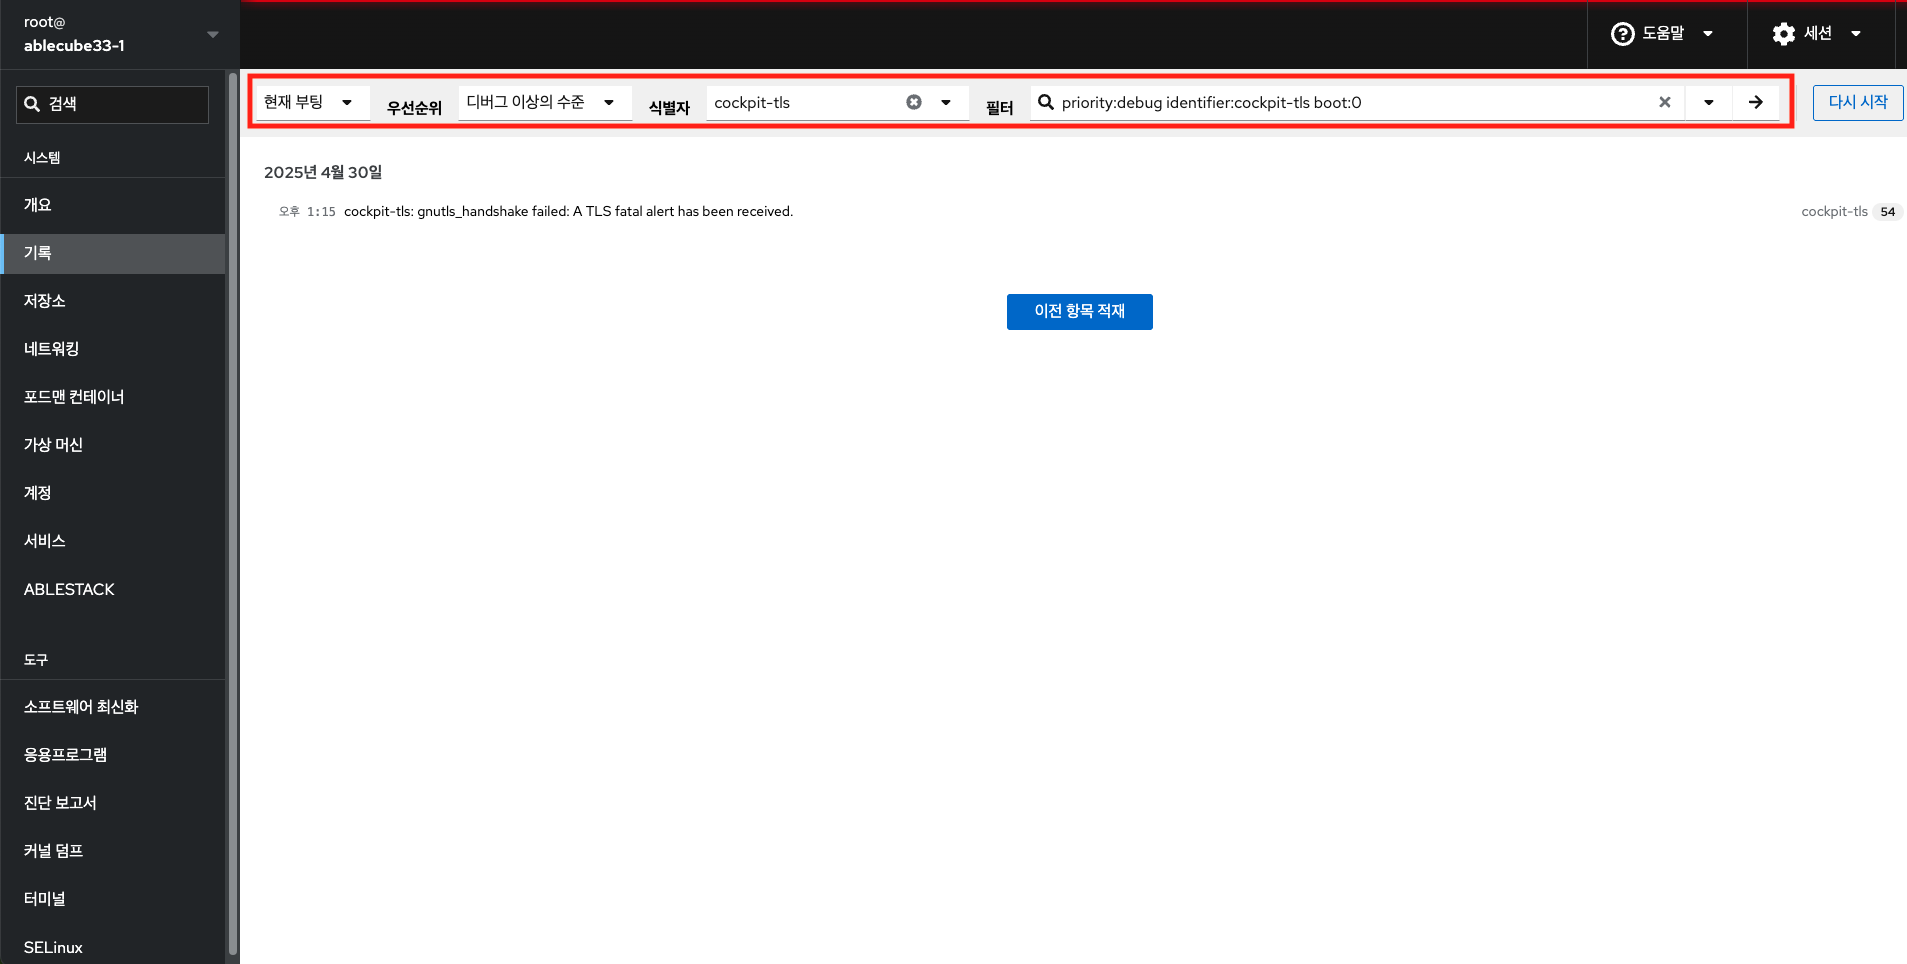 root@
ablecube33-1
도움말
세션
검색
현재 부팅 우선순위 디버그 이상의 수준 식별자 cockpit-tls 필터 priority:debug identifier:cockpit-tls boot:0 다시 시작
시스템
개요
기록
저장소
네트워킹
포드맨 컨테이너
가상 머신
계정
서비스
ABLESTACK
도구
소프트웨어 최신화
응용프로그램
진단 보고서
커널 덤프
터미널
SELinux
2025년 4월 30일
오후 1:15 cockpit-tls: gnutls_handshake failed: A TLS fatal alert has been received. cockpit-tls 54
이전 항목 적재